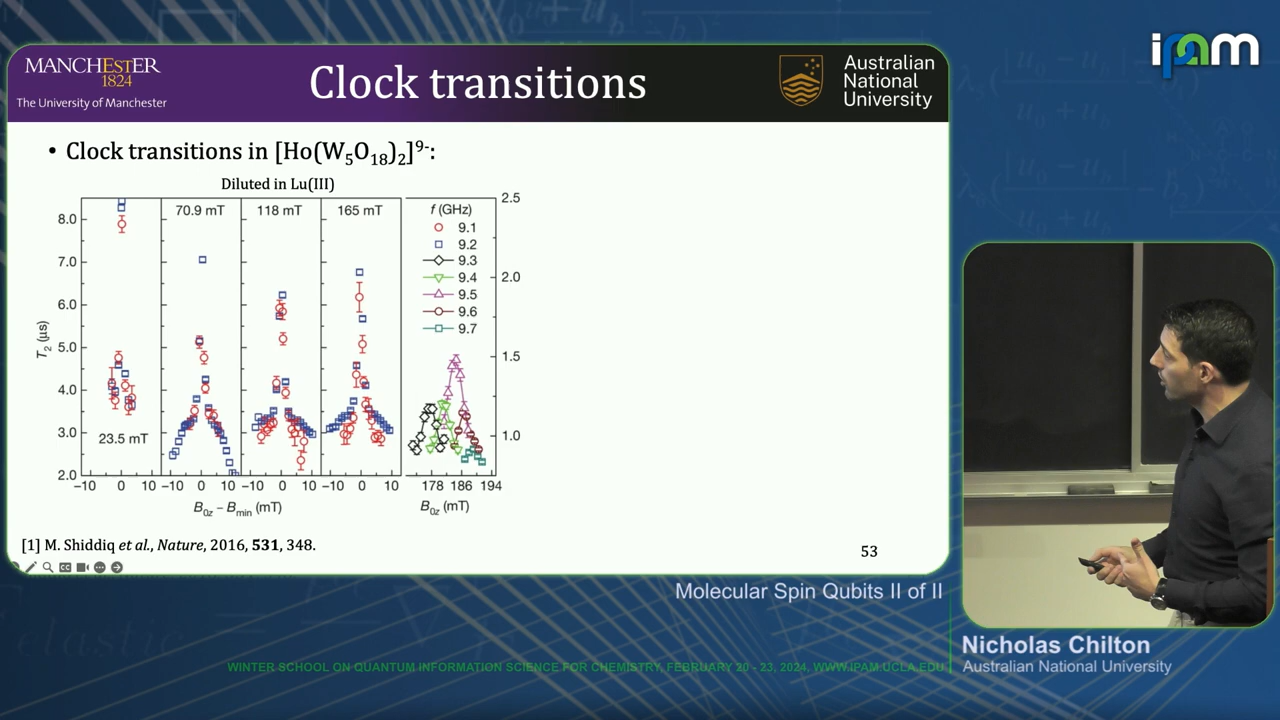 MANCHESTER
1824
The University of Manchester
Clock transitions
Australian
National
University
ipam
• Clock transitions in [Ho(W5O18)2]9-:
Diluted in Lu(III)
70.9 mT
118 mT
165 mT
23.5 mT
f (GHz)
9.1
9.2
9.3
9.4
9.5
9.6
9.7
T2 (μs)
8.0
7.0
6.0
5.0
4.0
3.0
2.0
2.5
2.0
1.5
1.0
−10 0 10 −10 0 10 −10 0 10 −10 0 10 178 186 194
B0z − Bmin (mT)
B0z (mT)
[1] M. Shiddiq et al., Nature, 2016, 531, 348.
53
Molecular Spin Qubits II of II
Nicholas Chilton
Australian National University
WINTER SCHOOL ON QUANTUM INFORMATION SCIENCE FOR CHEMISTRY, FEBRUARY 20 - 23, 2024, WWW.IPAM.UCLA.EDU